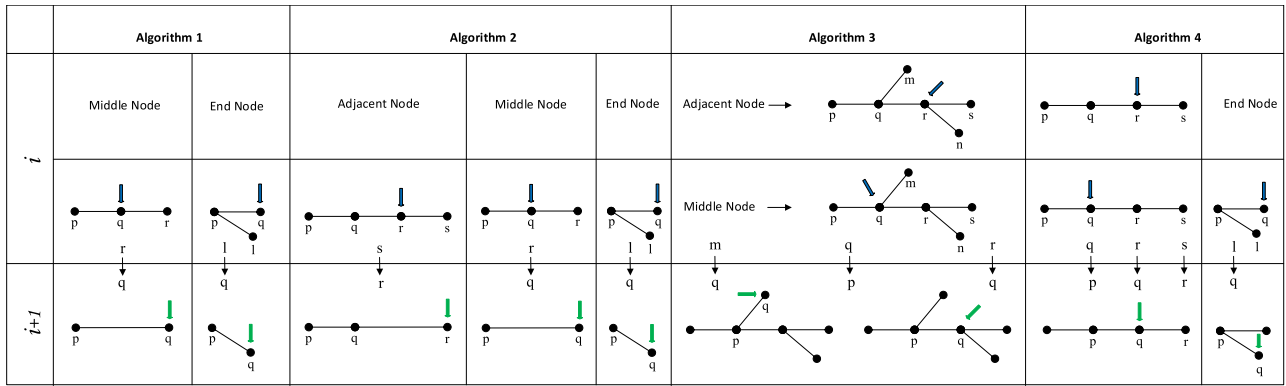 Algorithm 1
Algorithm 2
Algorithm 3
Algorithm 4
i
Middle Node
End Node
Adjacent Node
Middle Node
End Node
Adjacent Node
m
p q r s
n
p q r s
End Node
p q r
p q
l
p q r s
p q r
p q
l
Middle Node
m
p q r s
n
p q r s
p q
l
r
l
s
r
l
m
q
r
q r s
l
i+1
q
q
r
q
q
q
p
q
p q r
q
p q
p
q
p q r
p q
p
q
p
q
p q
p q r
p
q